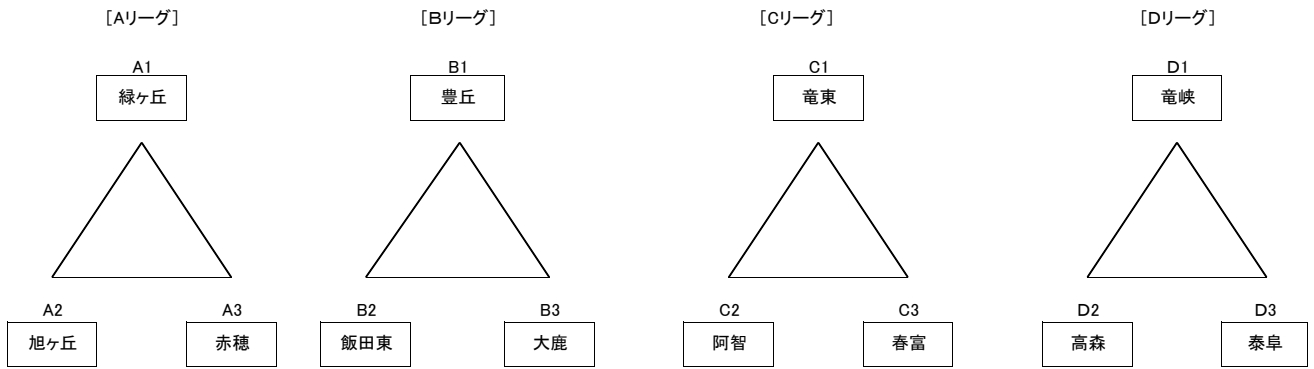 [Aリーグ] [Bリーグ] [Cリーグ] [Dリーグ]
A1 B1 C1 D1
緑ヶ丘 豊丘 竜東 竜峡
A2 A3 B2 B3 C2 C3 D2 D3
旭ヶ丘 赤穂 飯田東 大鹿 阿智 春富 高森 泰阜